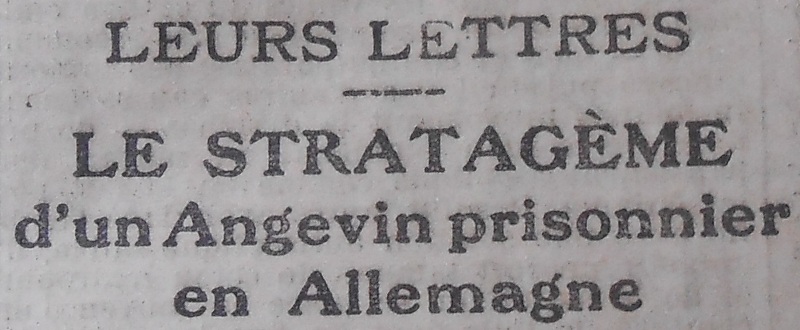 LEURS LETTRES
LE STRATAGÈME
d'un Angevin prisonnier
en Allemagne